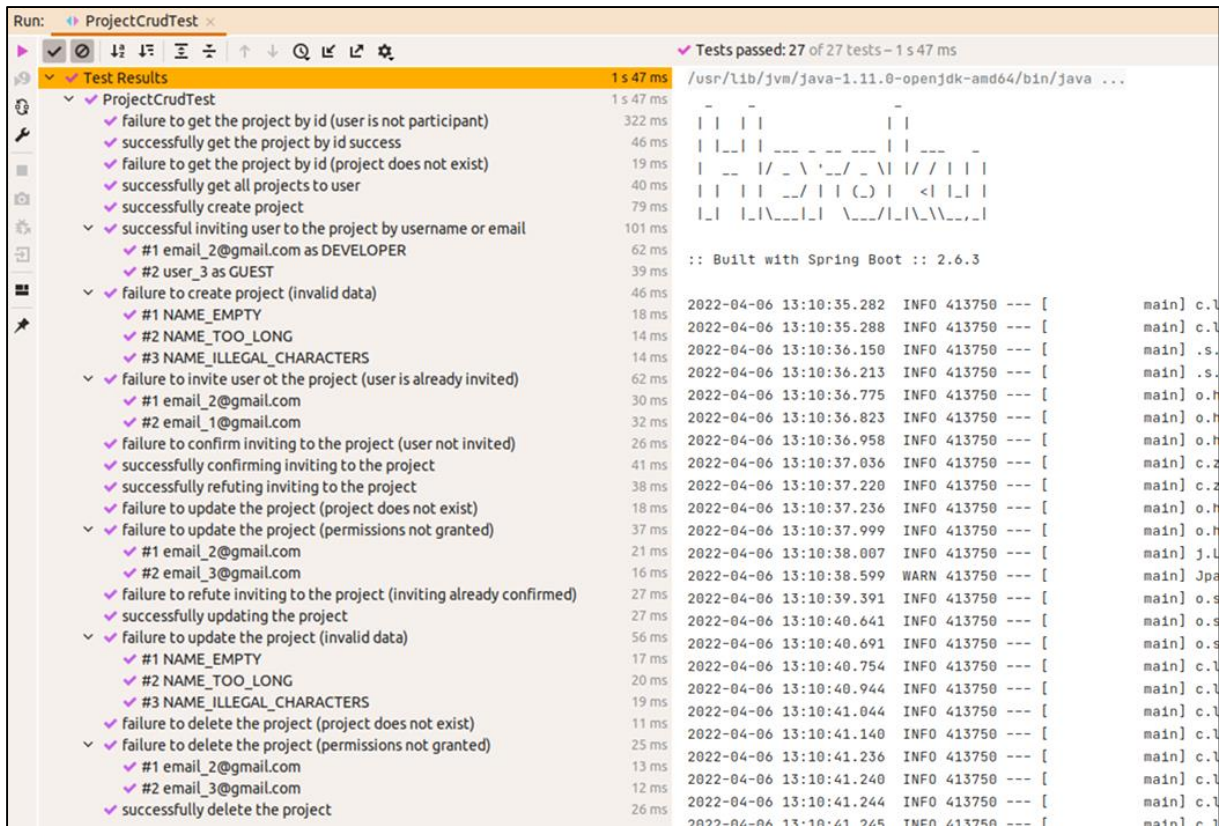 Run: ProjectCrudTest
Tests passed: 27 of 27 tests – 1 s 47 ms
Test Results 1 s 47 ms
ProjectCrudTest 1 s 47 ms
failure to get the project by id (user is not participant) 322 ms
successfully get the project by id success 46 ms
failure to get the project by id (project does not exist) 19 ms
successfully get all projects to user 40 ms
successfully create project 79 ms
successful inviting user to the project by username or email 101 ms
#1 email_2@gmail.com as DEVELOPER 62 ms
#2 user_3 as GUEST 39 ms
failure to create project (invalid data) 46 ms
#1 NAME_EMPTY 18 ms
#2 NAME_TOO_LONG 14 ms
#3 NAME_ILLEGAL_CHARACTERS 14 ms
failure to invite user ot the project (user is already invited) 62 ms
#1 email_2@gmail.com 30 ms
#2 email_1@gmail.com 32 ms
failure to confirm inviting to the project (user not invited) 26 ms
successfully confirming inviting to the project 41 ms
successfully refuting inviting to the project 38 ms
failure to update the project (project does not exist) 18 ms
failure to update the project (permissions not granted) 37 ms
#1 email_2@gmail.com 21 ms
#2 email_3@gmail.com 16 ms
failure to refute inviting to the project (inviting already confirmed) 27 ms
successfully updating the project 27 ms
failure to update the project (invalid data) 56 ms
#1 NAME_EMPTY 17 ms
#2 NAME_TOO_LONG 20 ms
#3 NAME_ILLEGAL_CHARACTERS 19 ms
failure to delete the project (project does not exist) 11 ms
failure to delete the project (permissions not granted) 25 ms
#1 email_2@gmail.com 13 ms
#2 email_3@gmail.com 12 ms
successfully delete the project 26 ms
/usr/lib/jvm/java-1.11.0-openjdk-amd64/bin/java ...
:: Built with Spring Boot :: 2.6.3
2022-04-06 13:10:35.282 INFO 413750 --- [ main] c.l
2022-04-06 13:10:35.288 INFO 413750 --- [ main] c.l
2022-04-06 13:10:36.150 INFO 413750 --- [ main] .s.
2022-04-06 13:10:36.213 INFO 413750 --- [ main] .s.
2022-04-06 13:10:36.775 INFO 413750 --- [ main] o.h
2022-04-06 13:10:36.823 INFO 413750 --- [ main] o.h
2022-04-06 13:10:36.958 INFO 413750 --- [ main] o.h
2022-04-06 13:10:37.036 INFO 413750 --- [ main] c.z
2022-04-06 13:10:37.220 INFO 413750 --- [ main] c.z
2022-04-06 13:10:37.236 INFO 413750 --- [ main] o.h
2022-04-06 13:10:37.999 INFO 413750 --- [ main] o.h
2022-04-06 13:10:38.007 INFO 413750 --- [ main] j.L
2022-04-06 13:10:38.599 WARN 413750 --- [ main] Jpa
2022-04-06 13:10:39.391 INFO 413750 --- [ main] o.s
2022-04-06 13:10:40.641 INFO 413750 --- [ main] o.s
2022-04-06 13:10:40.691 INFO 413750 --- [ main] o.s
2022-04-06 13:10:40.754 INFO 413750 --- [ main] c.l
2022-04-06 13:10:40.944 INFO 413750 --- [ main] c.l
2022-04-06 13:10:41.044 INFO 413750 --- [ main] c.l
2022-04-06 13:10:41.140 INFO 413750 --- [ main] c.l
2022-04-06 13:10:41.236 INFO 413750 --- [ main] c.l
2022-04-06 13:10:41.240 INFO 413750 --- [ main] c.l
2022-04-06 13:10:41.244 INFO 413750 --- [ main] c.l
2022-04-06 13:10:41.245 INFO 413750 --- [ main] c.l